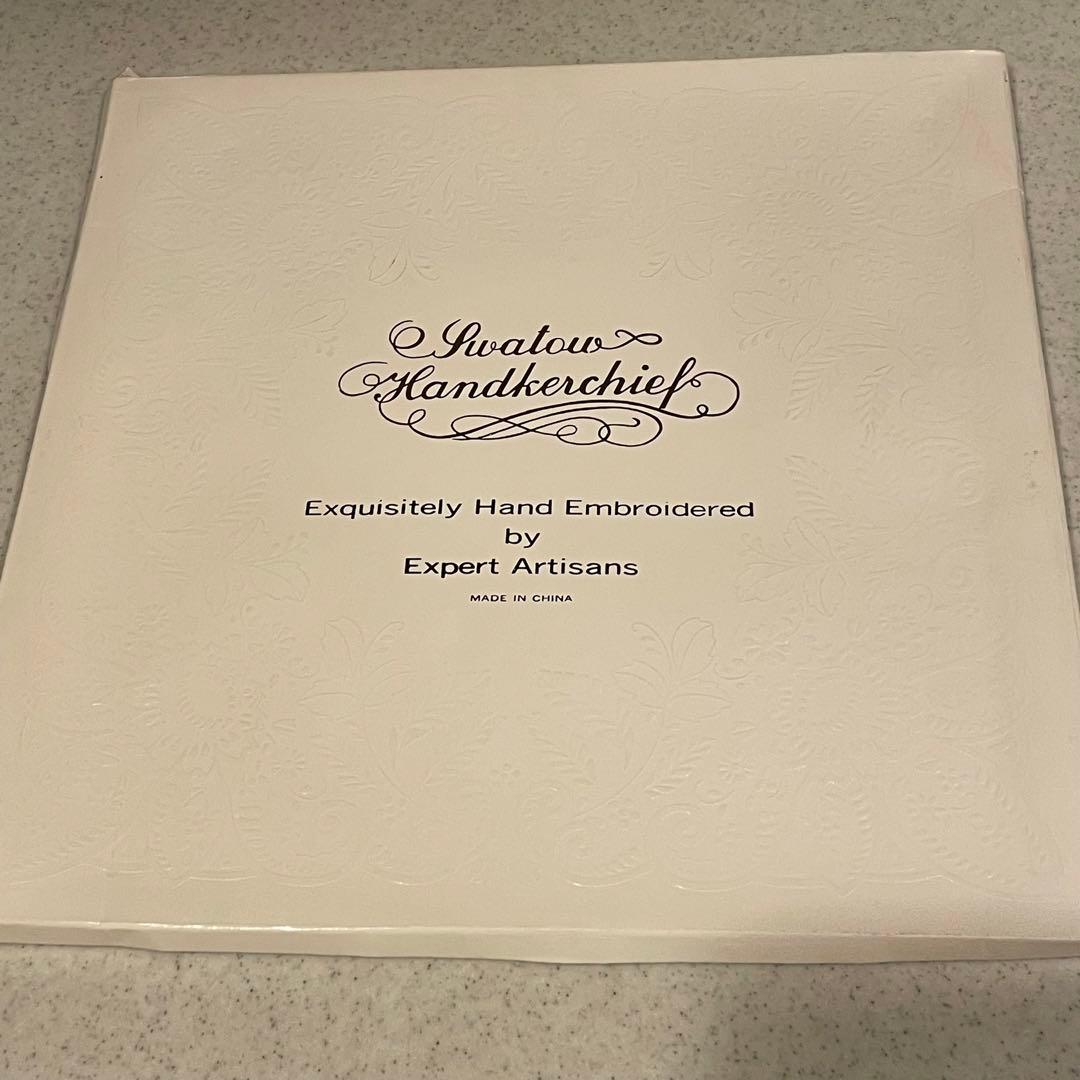 Swatow
Handkerchief
Exquisitely Hand Embroidered
by
Expert Artisans
MADE IN CHINA